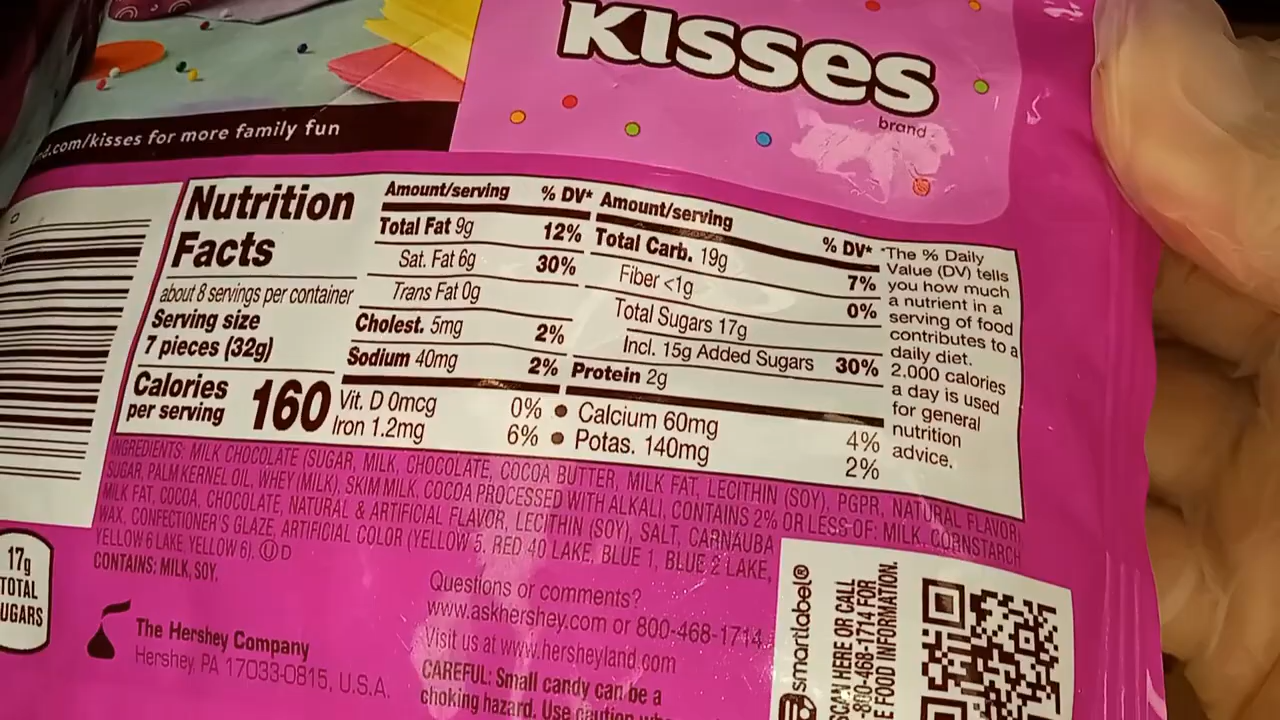 KISSES
brand
.com/kisses for more family fun
Nutrition
Facts
about 8 servings per container
Serving size
7 pieces (32g)
Calories
per serving
160
Amount/serving % DV*
Total Fat 9g 12%
Sat. Fat 6g 30%
Trans Fat 0g
Cholest. 5mg 2%
Sodium 40mg 2%
Amount/serving % DV*
Total Carb. 19g 7%
Fiber <1g 0%
Total Sugars 17g
Incl. 15g Added Sugars 30%
Protein 2g
Vit. D 0mcg 0% • Calcium 60mg 4%
Iron 1.2mg 6% • Potas. 140mg 2%
*The % Daily
Value (DV) tells
you how much
a nutrient in a
serving of food
contributes to a
daily diet.
2,000 calories
a day is used
for general
nutrition
advice.
INGREDIENTS: MILK CHOCOLATE (SUGAR, MILK, CHOCOLATE, COCOA BUTTER, MILK FAT, LECITHIN (SOY), PGPR, NATURAL FLAVOR)
SUGAR, PALM KERNEL OIL, WHEY (MILK), SKIM MILK, COCOA PROCESSED WITH ALKALI, CONTAINS 2% OR LESS OF: MILK, CORNSTARCH
MILK FAT, COCOA, CHOCOLATE, NATURAL & ARTIFICIAL FLAVOR, LECITHIN (SOY), SALT, CARNAUBA
WAX, CONFECTIONER'S GLAZE, ARTIFICIAL COLOR (YELLOW 5, RED 40 LAKE, BLUE 1, BLUE 2 LAKE,
YELLOW 6 LAKE, YELLOW 6). Ⓤ D
CONTAINS: MILK, SOY.
17g
TOTAL
UGARS
The Hershey Company
Hershey, PA 17033-0815, U.S.A.
Questions or comments?
www.askhershey.com or 800-468-1714
Visit us at www.hersheyland.com
CAREFUL: Small candy can be a
choking hazard. Use caution
smartlabel®
SCAN HERE OR CALL
-800-468-1714 FOR
E FOOD INFORMATION.